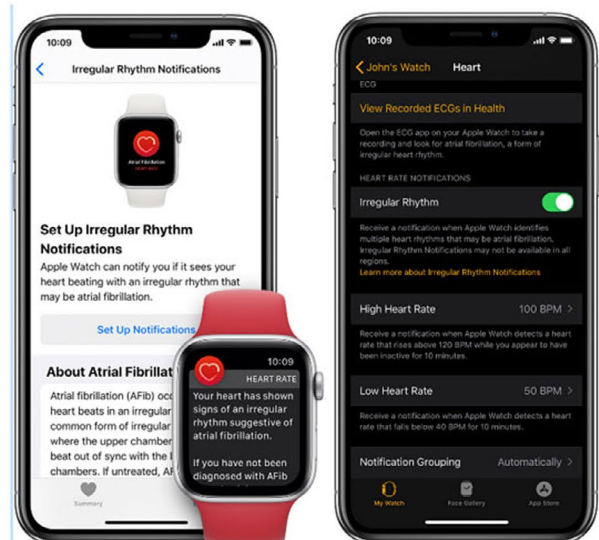 10:09
Irregular Rhythm Notifications
Atrial Fibrillation
Set Up Irregular Rhythm
Notifications
Apple Watch can notify you if it sees your
heart beating with an irregular rhythm that
may be atrial fibrillation.
Set Up Notifications
About Atrial Fibrillat
Atrial fibrillation (AFib) occ
heart beats in an irregular
common form of irregular
where the upper chamber
beat out of sync with the l
chambers. If untreated, AF
Summary
10:09
HEART RATE
Your heart has shown
signs of an irregular
rhythm suggestive of
atrial fibrillation.
If you have not been
diagnosed with AFib
10:09
John's Watch
Heart
ECG
View Recorded ECGs in Health
Open the ECG app on your Apple Watch to take a
recording and look for atrial fibrillation, a form of
irregular heart rhythm.
HEART RATE NOTIFICATIONS
Irregular Rhythm
Receive a notification when Apple Watch identifies
multiple heart rhythms that may be atrial fibrillation.
Irregular Rhythm Notifications may not be available in all
regions.
Learn more about Irregular Rhythm Notifications
High Heart Rate 100 BPM
Receive a notification when Apple Watch detects a heart
rate that rises above 120 BPM while you appear to have
been inactive for 10 minutes.
Low Heart Rate 50 BPM
Receive a notification when Apple Watch detects a heart
rate that falls below 40 BPM for 10 minutes.
Notification Grouping Automatically
My Watch
Face Gallery
App Store